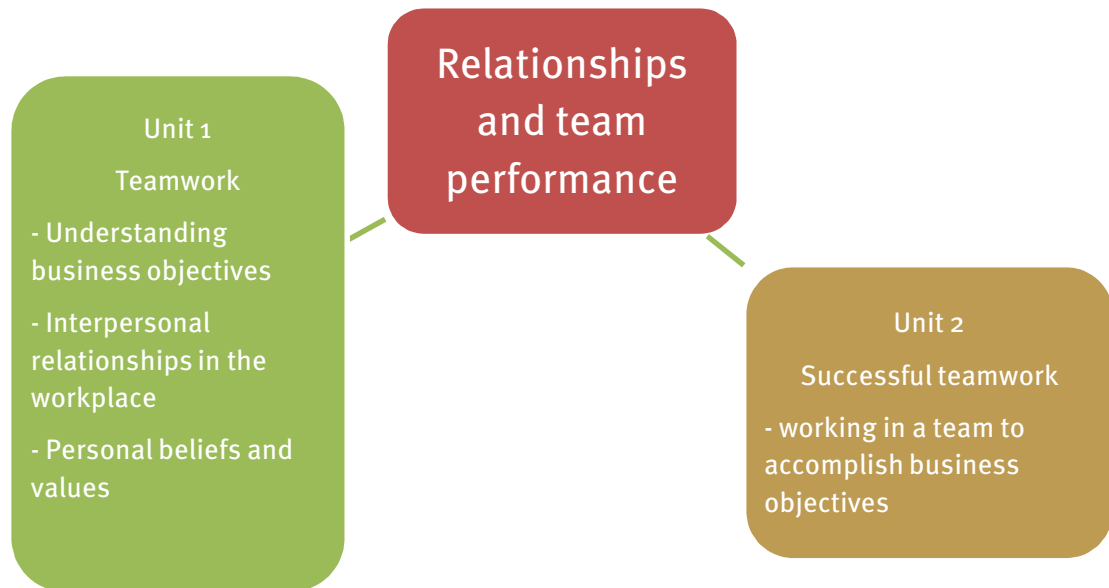 Relationships
and team
performance
Unit 1
Teamwork
- Understanding
business objectives
- Interpersonal
relationships in the
workplace
- Personal beliefs and
values
Unit 2
Successful teamwork
- working in a team to
accomplish business
objectives